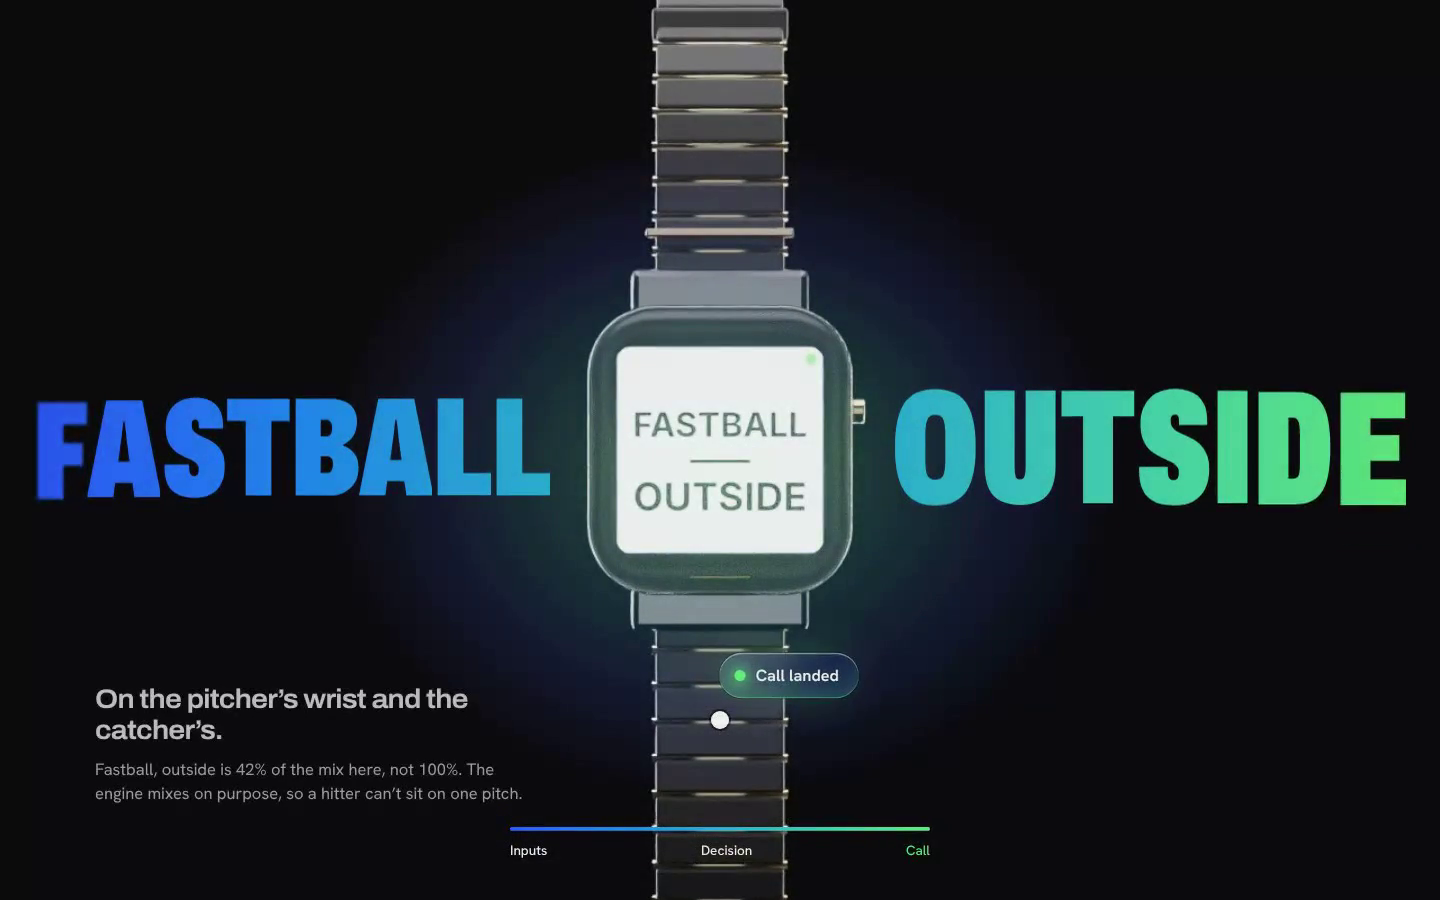 FASTBALL
OUTSIDE
FASTBALL
OUTSIDE
Call landed
On the pitcher’s wrist and the
catcher’s.
Fastball, outside is 42% of the mix here, not 100%. The
engine mixes on purpose, so a hitter can’t sit on one pitch.
Inputs
Decision
Call